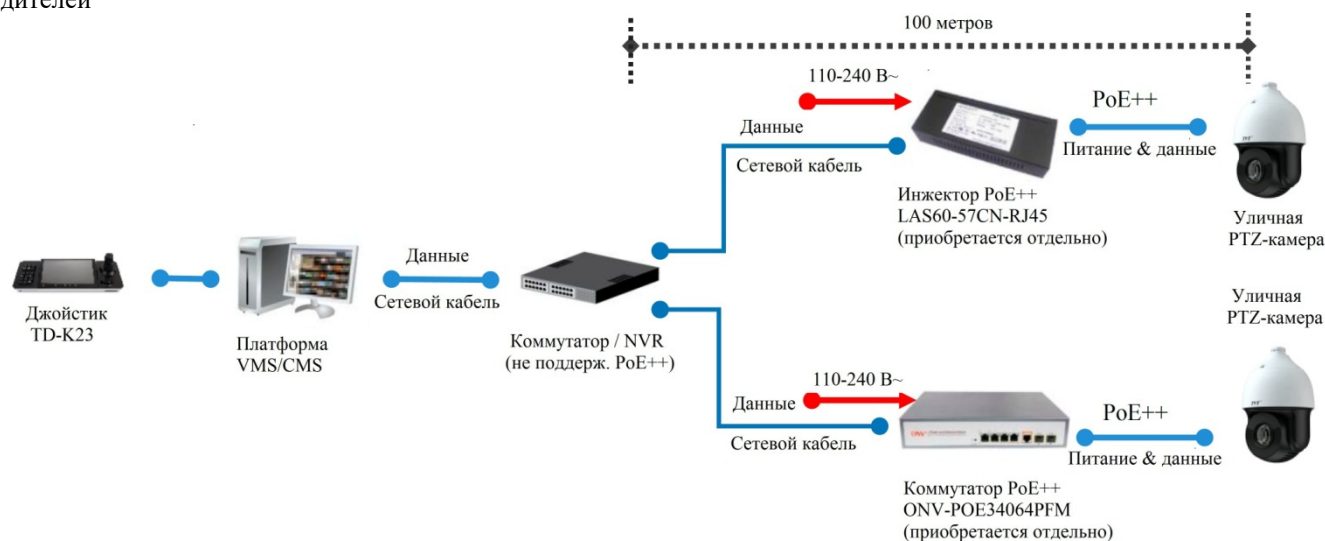 дителей
100 метров
110-240 В~
PoE++
Данные
Сетевой кабель
Питание & данные
Инжектор PoE++
LAS60-57CN-RJ45
(приобретается отдельно)
Уличная
PTZ-камера
Данные
Сетевой кабель
Джойстик
TD-K23
Платформа
VMS/CMS
Коммутатор / NVR
(не поддерж. PoE++)
Уличная
PTZ-камера
110-240 В~
PoE++
Данные
Сетевой кабель
Питание & данные
Коммутатор PoE++
ONV-POE34064PFM
(приобретается отдельно)